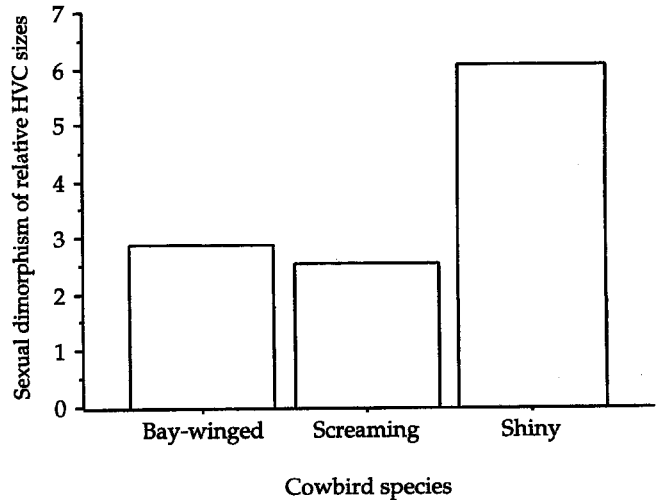 Sexual dimorphism of relative HVC sizes
7
6
5
4
3
2
1
0
Bay-winged Screaming Shiny
Cowbird species